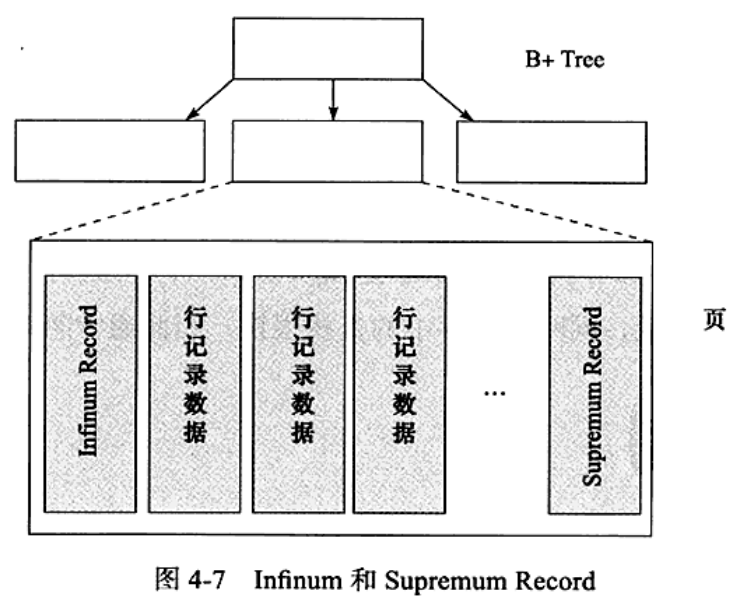 B+ Tree
Infinum Record
行记录数据
行记录数据
行记录数据
...
Supremum Record
页
图 4-7 Infinum 和 Supremum Record